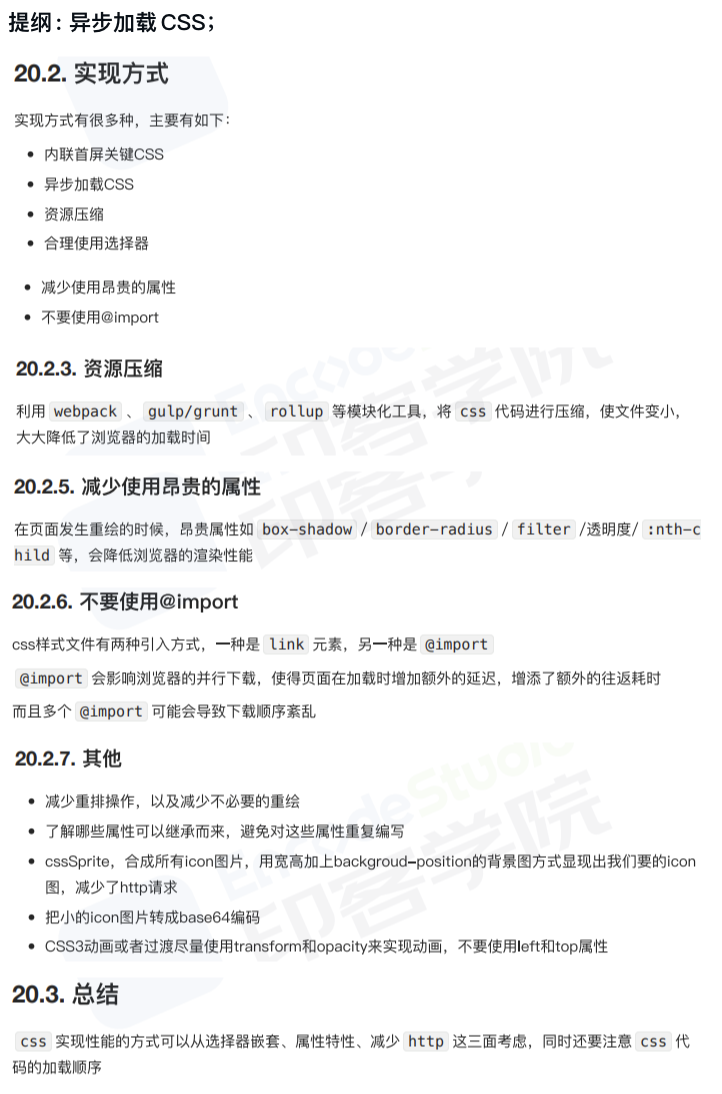 提纲：异步加载 CSS；
20.2. 实现方式
实现方式有很多种，主要有如下：
• 内联首屏关键CSS
• 异步加载CSS
• 资源压缩
• 合理使用选择器
• 减少使用昂贵的属性
• 不要使用@import
20.2.3. 资源压缩
利用 webpack 、 gulp/grunt 、 rollup 等模块化工具，将 css 代码进行压缩，使文件变小，
大大降低了浏览器的加载时间
20.2.5. 减少使用昂贵的属性
在页面发生重绘的时候，昂贵属性如 box-shadow / border-radius / filter /透明度/ :nth-c
hild 等，会降低浏览器的渲染性能
20.2.6. 不要使用@import
css样式文件有两种引入方式，一种是 link 元素，另一种是 @import
@import 会影响浏览器的并行下载，使得页面在加载时增加额外的延迟，增添了额外的往返耗时
而且多个 @import 可能会导致下载顺序紊乱
20.2.7. 其他
• 减少重排操作，以及减少不必要的重绘
• 了解哪些属性可以继承而来，避免对这些属性重复编写
• cssSprite，合成所有icon图片，用宽高加上backgroud-position的背景图方式显现出我们要的icon
图，减少了http请求
• 把小的icon图片转成base64编码
• CSS3动画或者过渡尽量使用transform和opacity来实现动画，不要使用left和top属性
20.3. 总结
css 实现性能的方式可以从选择器嵌套、属性特性、减少 http 这三面考虑，同时还要注意 css 代
码的加载顺序
EncodeStudio
印客学院